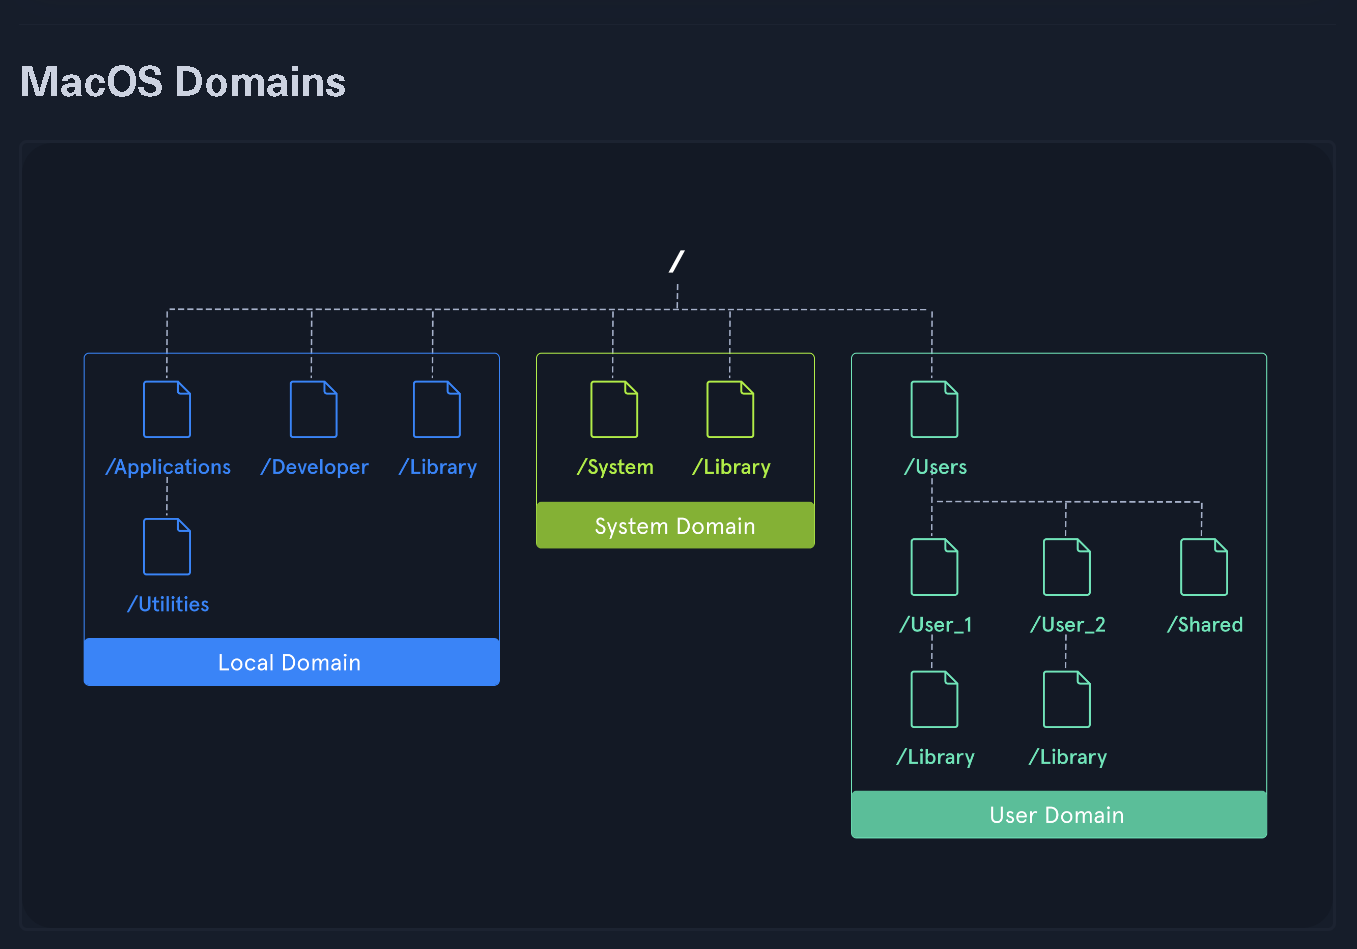 MacOS Domains
/
/Applications /Developer /Library
/System /Library
/Users
System Domain
/Utilities
/User_1 /User_2 /Shared
Local Domain
/Library /Library
User Domain